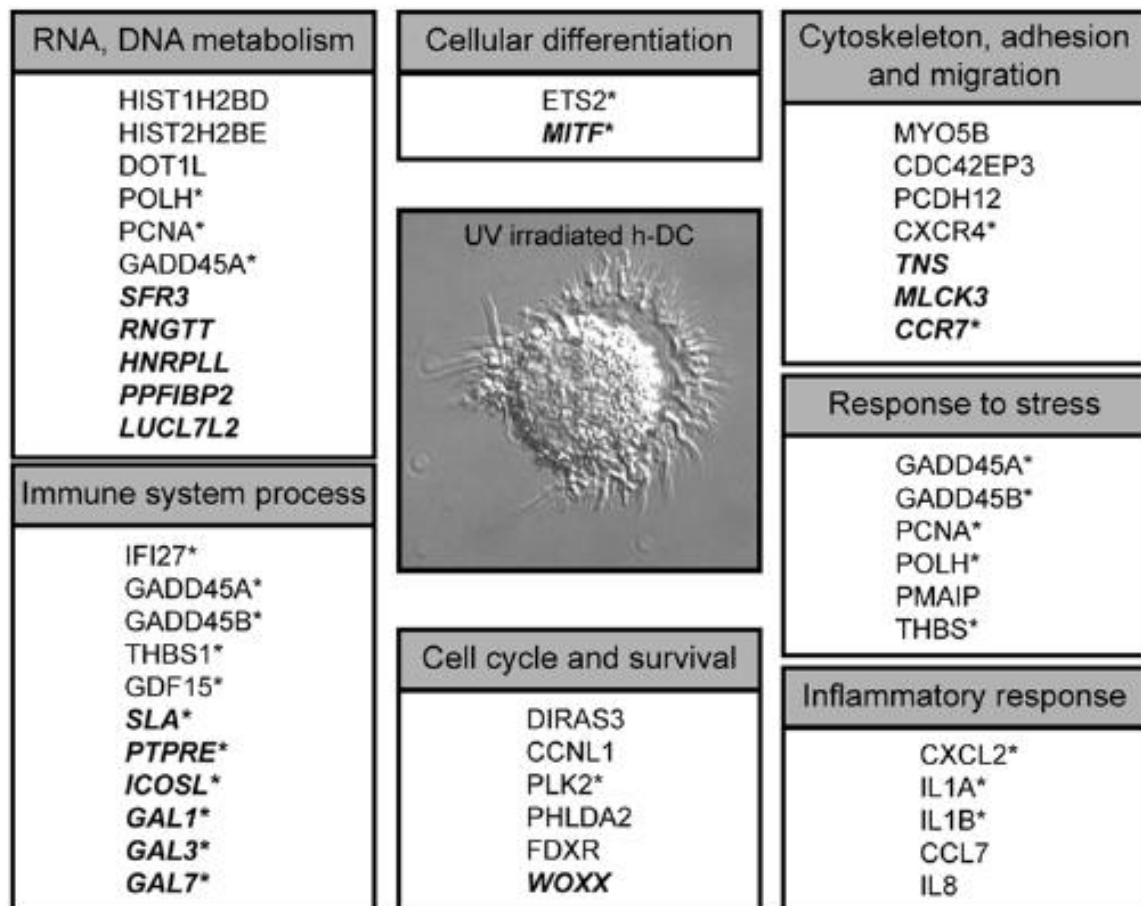 RNA, DNA metabolism
HIST1H2BD
HIST2H2BE
DOT1L
POLH*
PCNA*
GADD45A*
SFR3
RNGTT
HNRPLL
PPFIBP2
LUCL7L2
Immune system process
IFI27*
GADD45A*
GADD45B*
THBS1*
GDF15*
SLA*
PTPRE*
ICOSL*
GAL1*
GAL3*
GAL7*
Cellular differentiation
ETS2*
MITF*
UV irradiated h-DC
Cell cycle and survival
DIRAS3
CCNL1
PLK2*
PHLDA2
FDXR
WOXX
Cytoskeleton, adhesion
and migration
MYO5B
CDC42EP3
PCDH12
CXCR4*
TNS
MLCK3
CCR7*
Response to stress
GADD45A*
GADD45B*
PCNA*
POLH*
PMAIP
THBS*
Inflammatory response
CXCL2*
IL1A*
IL1B*
CCL7
IL8